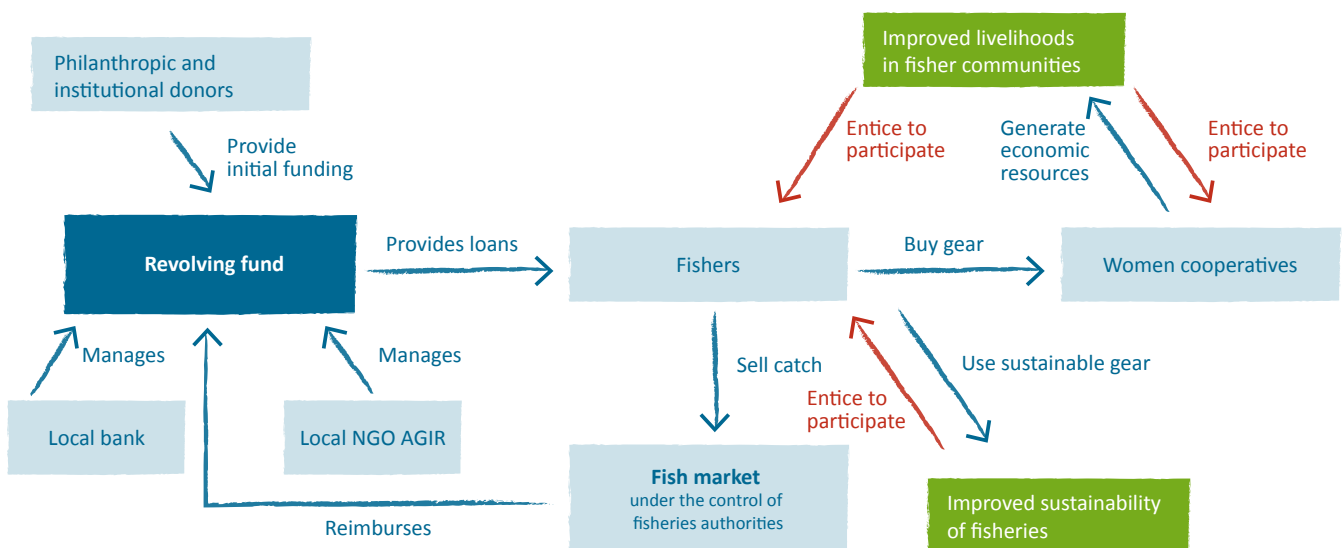 Philanthropic and
institutional donors
Improved livelihoods
in fisher communities
Provide
initial funding
Entice to
participate
Generate
economic
resources
Entice to
participate
Revolving fund
Provides loans
Fishers
Buy gear
Women cooperatives
Manages
Manages
Sell catch
Use sustainable gear
Entice to
participate
Local bank
Local NGO AGIR
Fish market
under the control of
fisheries authorities
Improved sustainability
of fisheries
Reimburses